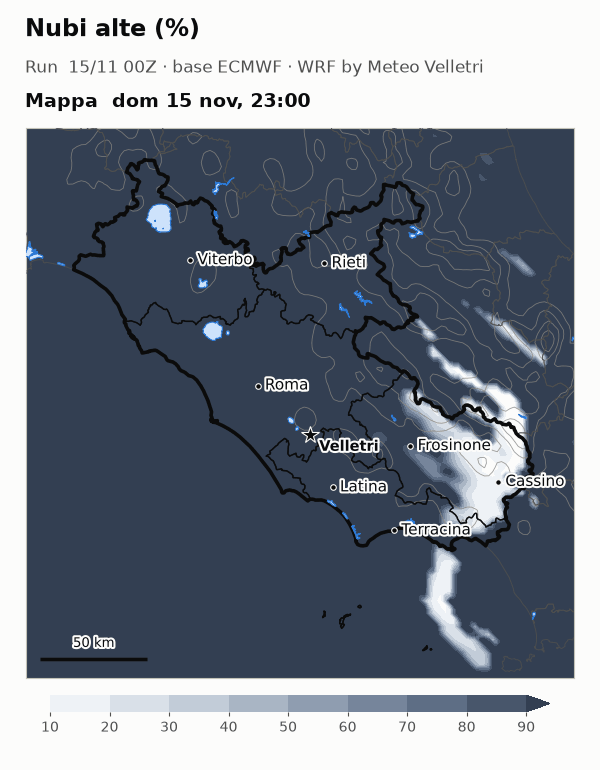 Nubi alte (%)
Run 15/11 00Z · base ECMWF · WRF by Meteo Velletri
Mappa dom 15 nov, 23:00
Viterbo
Rieti
Roma
Velletri
Frosinone
Cassino
Latina
Terracina
50 km
10 20 30 40 50 60 70 80 90